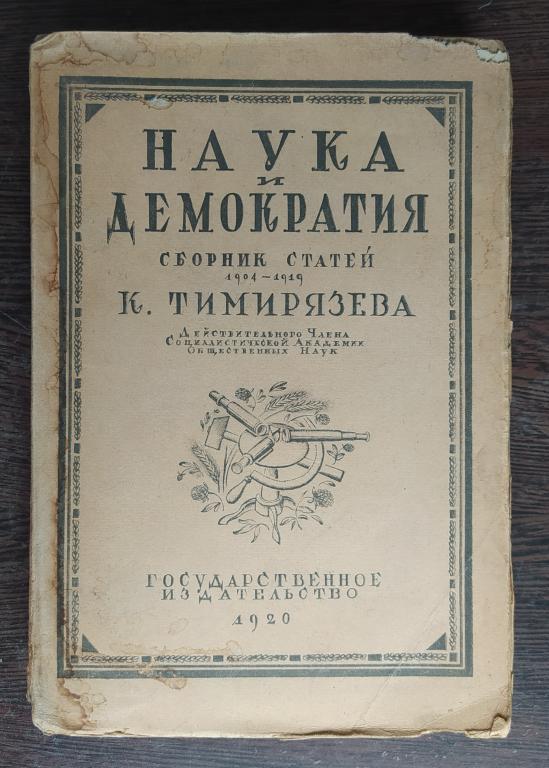 НАУКА
и
ДЕМОКРАТИЯ
СБОРНИК СТАТЕЙ
1904–1919
К. ТИМИРЯЗЕВА
Действительного Члена
Социалистической Академии
Общественных Наук
ГОСУДАРСТВЕННОЕ
ИЗДАТЕЛЬСТВО
1920